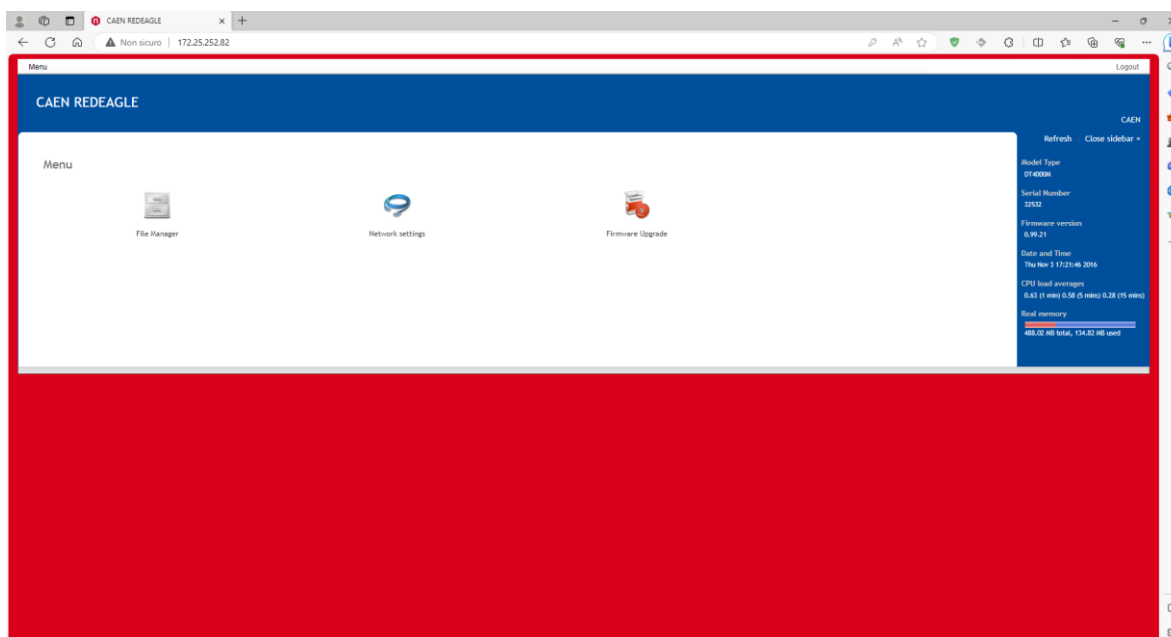 CAEN REDEAGLE
Non sicuro | 172.25.252.82
Menu
Logout
CAEN REDEAGLE
CAEN
Refresh Close sidebar »
Menu
File Manager
Network settings
Firmware Upgrade
Model Type
DT4000M
Serial Number
32532
Firmware version
0.99.21
Date and Time
Thu Nov 3 17:21:46 2016
CPU load averages
0.63 (1 min) 0.58 (5 mins) 0.28 (15 mins)
Real memory
488.02 MB total, 134.82 MB used